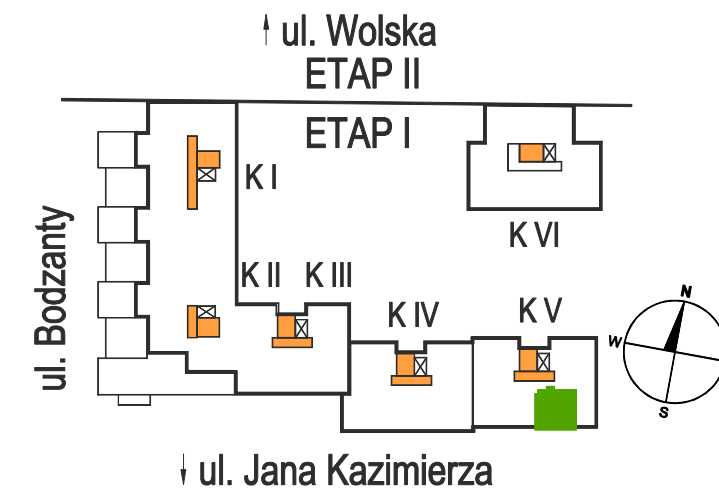 ul. Wolska
ETAP II
ETAP I
K I
K VI
ul. Bodzanty
K II K III
K IV
K V
N
W
S
ul. Jana Kazimierza